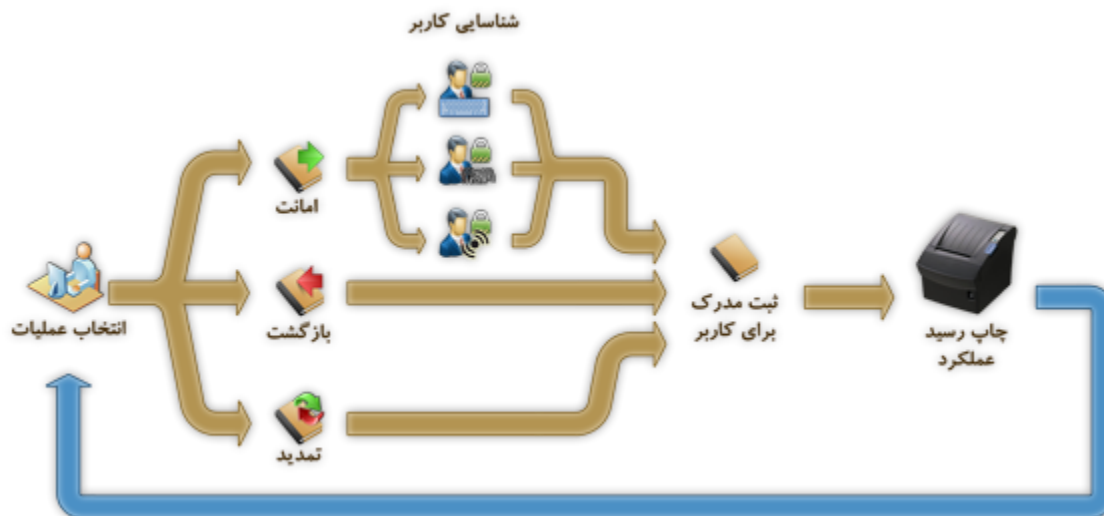 شناسایی کاربر
امانت
انتخاب عملیات
بازگشت
تمدید
ثبت مدرک
برای کاربر
چاپ رسید
عملکرد